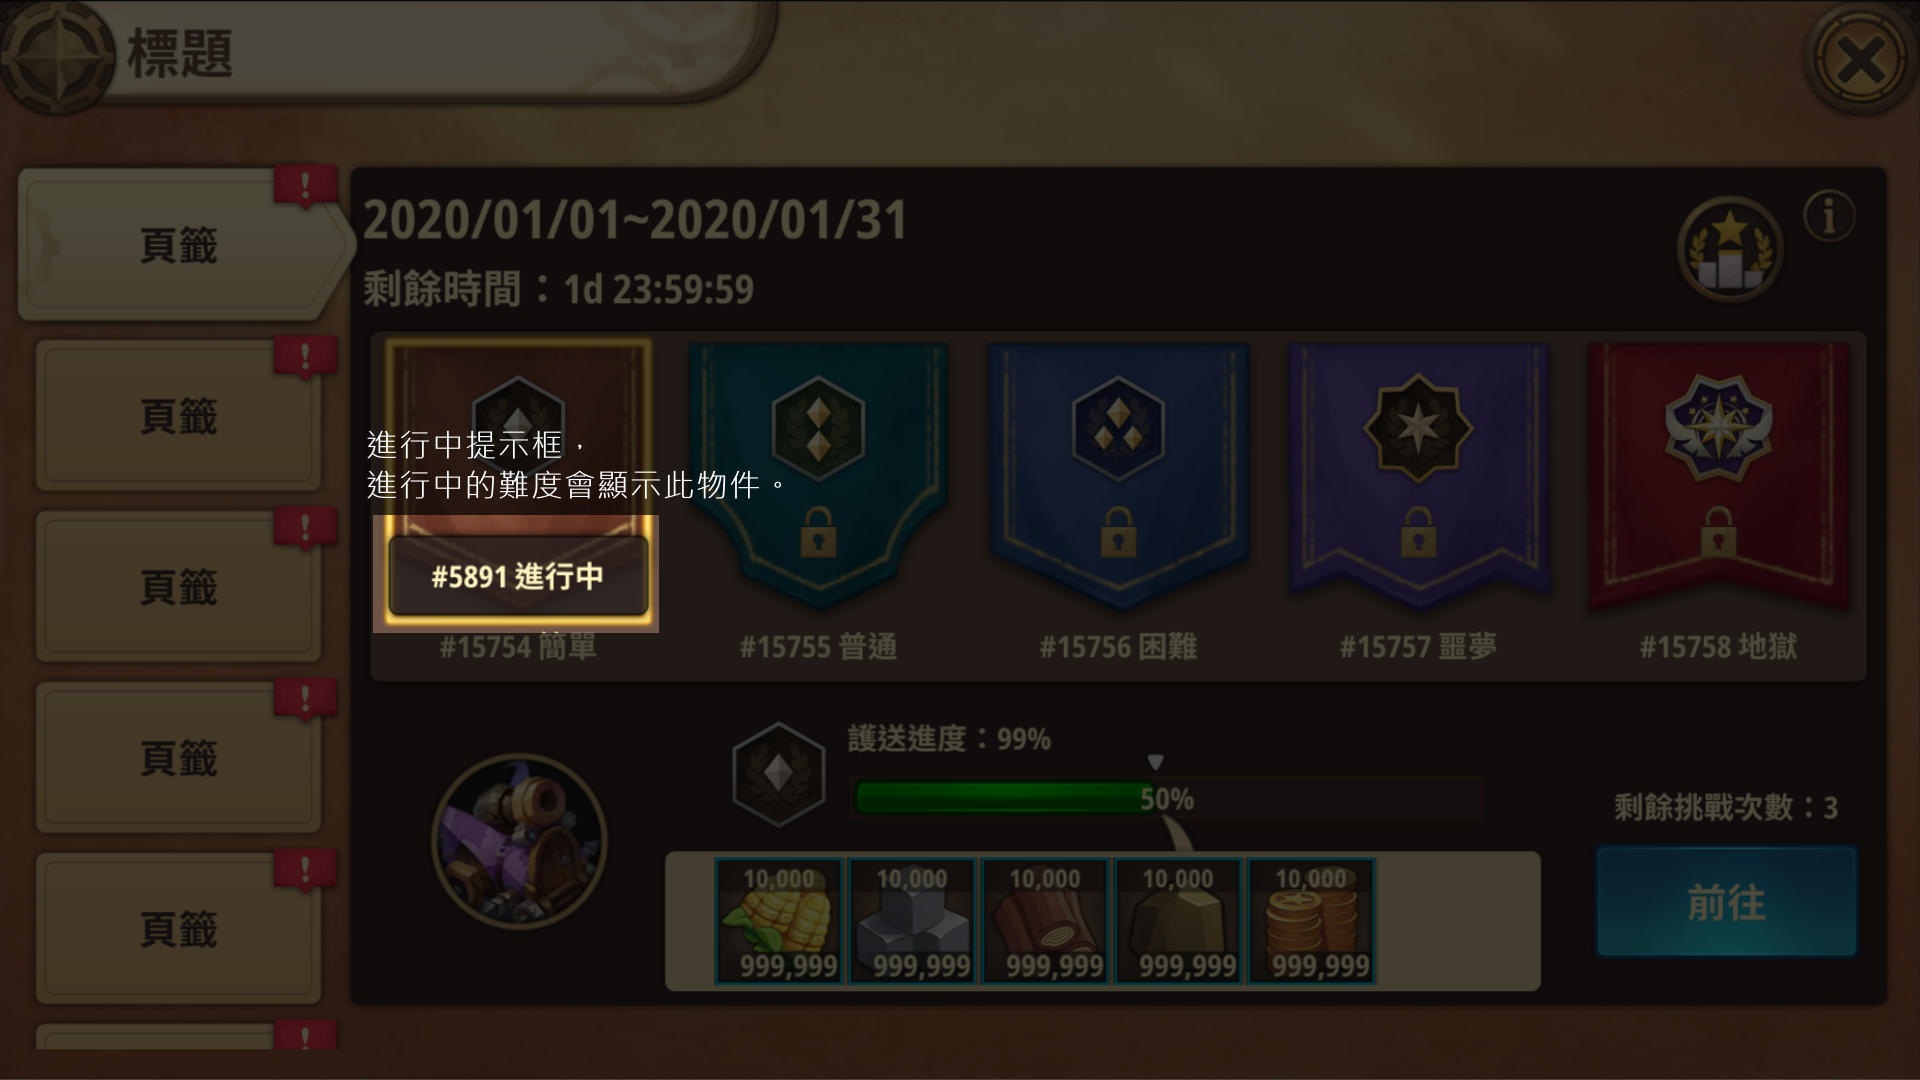 標題
頁籤
頁籤
頁籤
頁籤
頁籤
2020/01/01~2020/01/31
剩餘時間：1d 23:59:59
進行中提示框，
進行中的難度會顯示此物件。
#5891 進行中
#15754 簡單
#15755 普通
#15756 困難
#15757 噩夢
#15758 地獄
護送進度：99%
50%
剩餘挑戰次數：3
前往
10,000
10,000
10,000
10,000
10,000
999,999
999,999
999,999
999,999
999,999